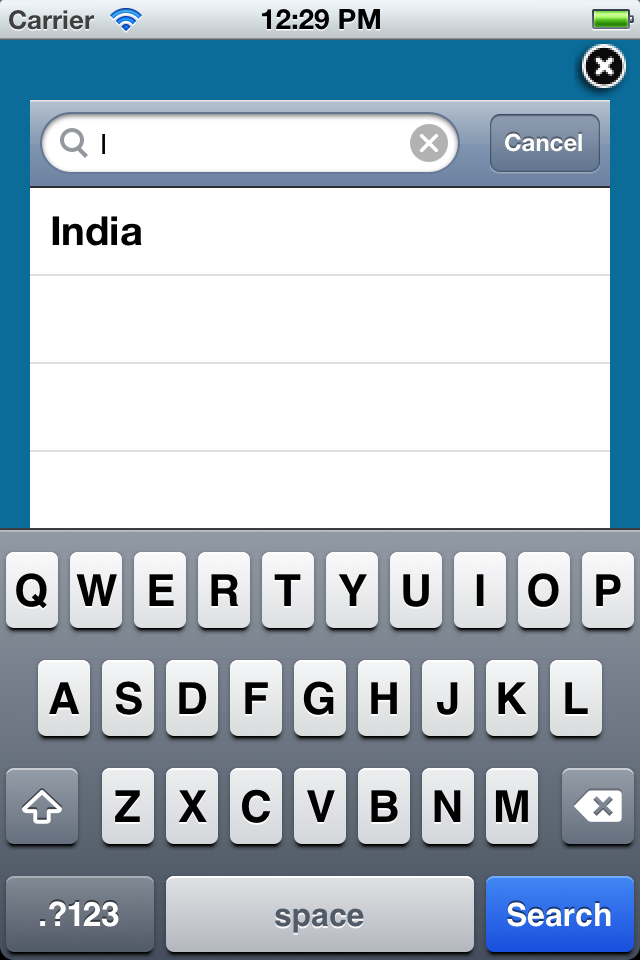 Carrier 12:29 PM
I Cancel
India
Q W E R T Y U I O P
A S D F G H J K L
Z X C V B N M
.?123 space Search